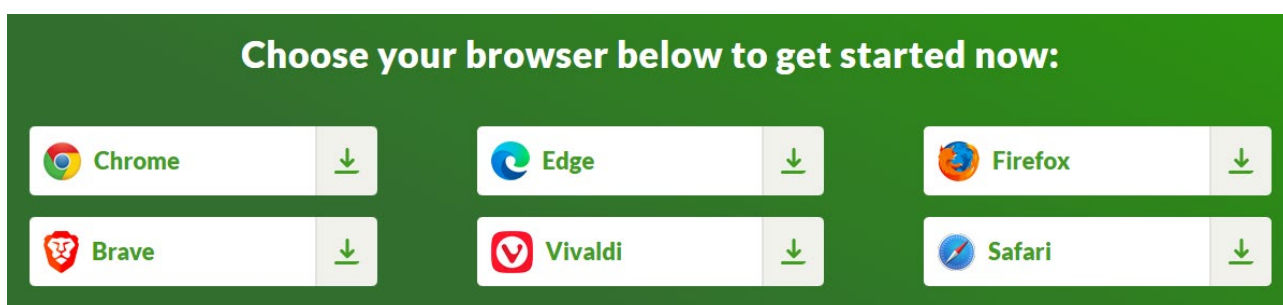 Choose your browser below to get started now:
Chrome
Edge
Firefox
Brave
Vivaldi
Safari